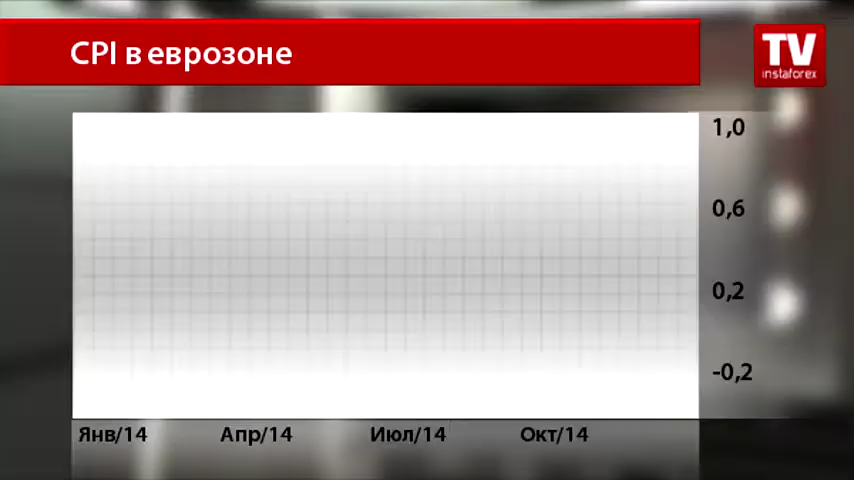 CPI в еврозоне
TV
instaforex
1,0
0,6
0,2
-0,2
Янв/14 Апр/14 Июл/14 Окт/14